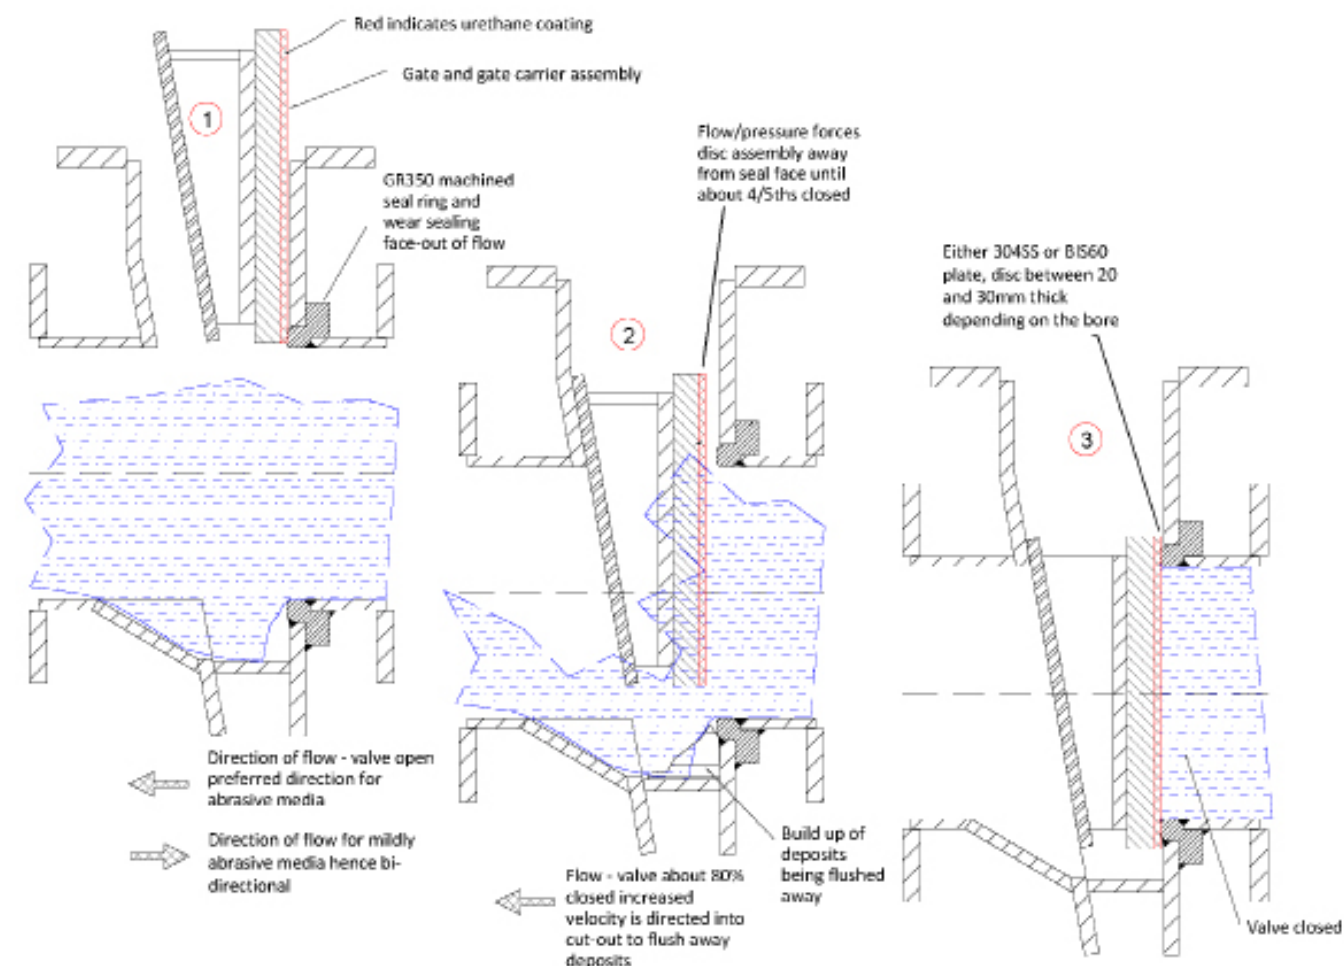 Red indicates urethane coating
Gate and gate carrier assembly
1
GR350 machined
seal ring and
wear sealing
face-out of flow
Direction of flow - valve open
preferred direction for
abrasive media
Direction of flow for mildly
abrasive media hence bi-
directional
Flow/pressure forces
disc assembly away
from seal face until
about 4/5ths closed
2
Build up of
deposits
being flushed
away
Flow - valve about 80%
closed increased
velocity is directed into
cut-out to flush away
deposits
Either 304SS or BIS60
plate, disc between 20
and 30mm thick
depending on the bore
3
Valve closed